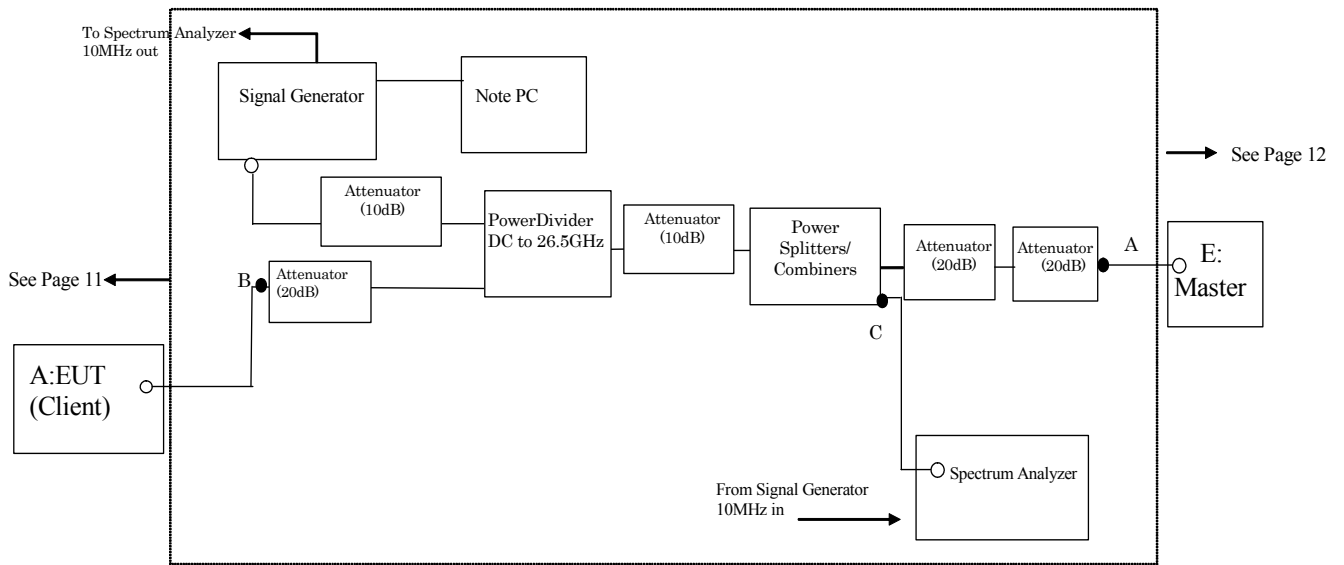 To Spectrum Analyzer
10MHz out
Signal Generator
Note PC
See Page 12
Attenuator
(10dB)
PowerDivider
DC to 26.5GHz
Attenuator
(10dB)
Power
Splitters/
Combiners
Attenuator
(20dB)
Attenuator
(20dB)
A
E:
Master
See Page 11
B
Attenuator
(20dB)
C
A:EUT
(Client)
From Signal Generator
10MHz in
Spectrum Analyzer